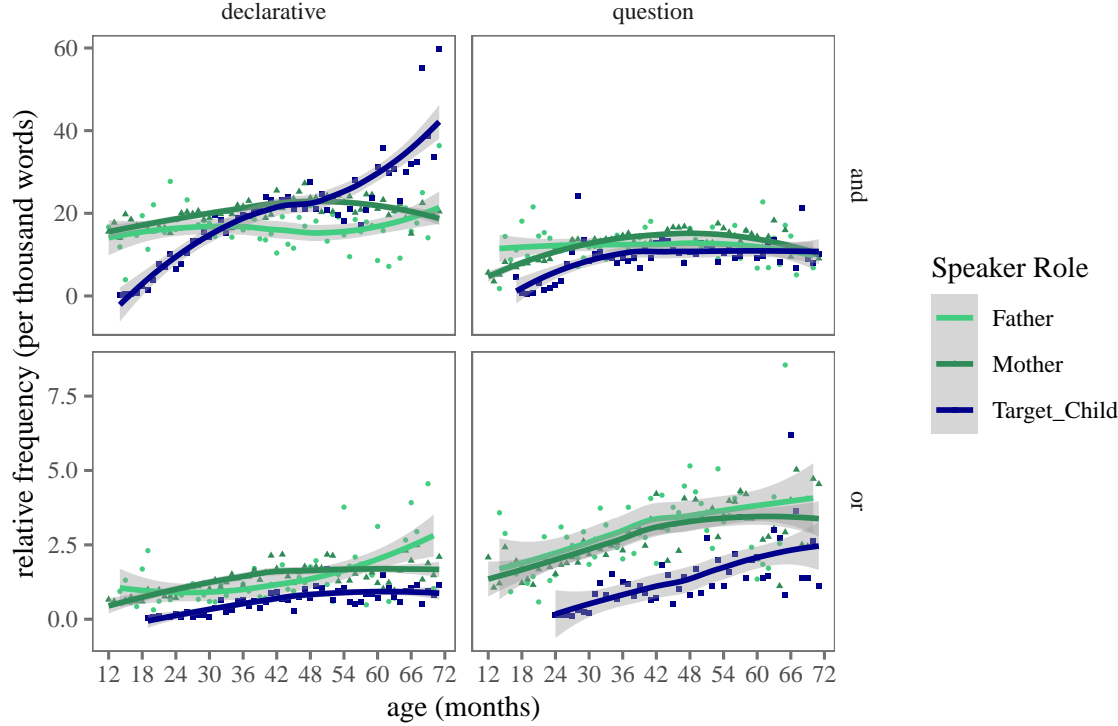 declarative
question
relative frequency (per thousand words)
60
40
20
0
and
7.5
5.0
2.5
0.0
or
12 18 24 30 36 42 48 54 60 66 72
12 18 24 30 36 42 48 54 60 66 72
age (months)
Speaker Role
Father
Mother
Target_Child